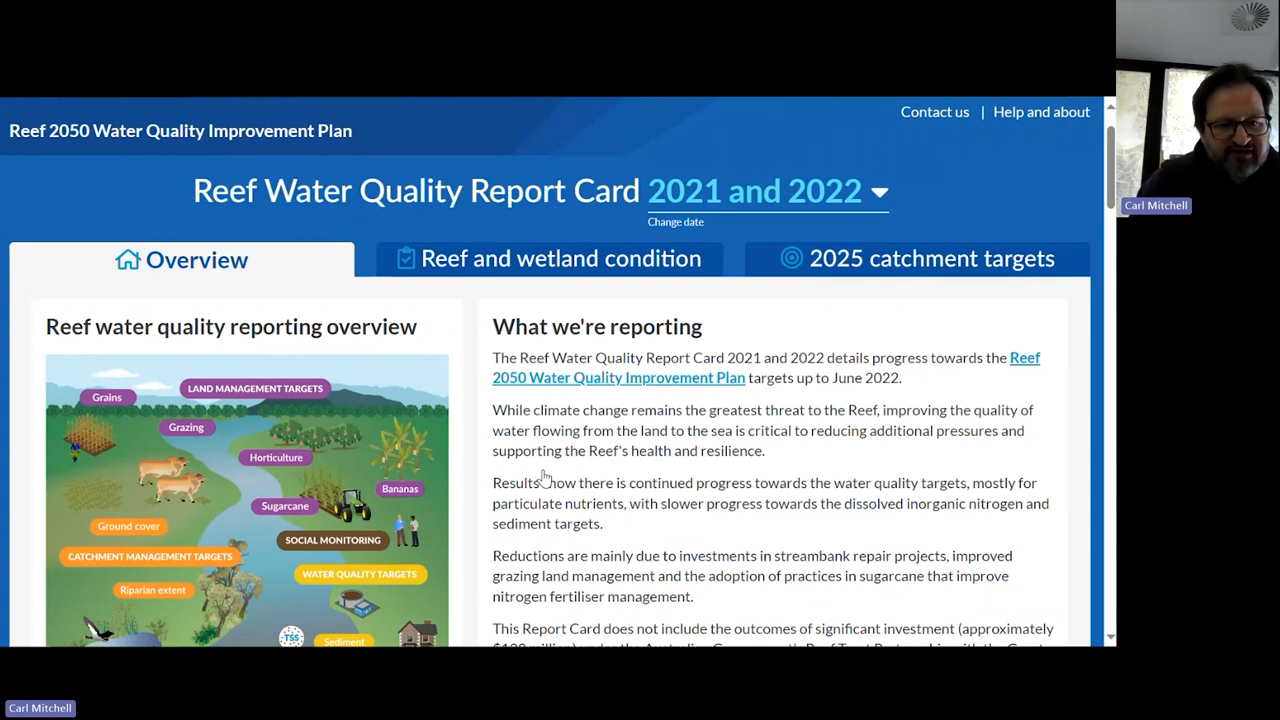 Contact us | Help and about
Reef 2050 Water Quality Improvement Plan
Reef Water Quality Report Card 2021 and 2022
Change date
Overview
Reef and wetland condition
2025 catchment targets
Reef water quality reporting overview
LAND MANAGEMENT TARGETS
Grains
Grazing
Horticulture
Bananas
Sugarcane
Ground cover
SOCIAL MONITORING
CATCHMENT MANAGEMENT TARGETS
WATER QUALITY TARGETS
Riparian extent
TSS
Sediment
What we're reporting
The Reef Water Quality Report Card 2021 and 2022 details progress towards the Reef
2050 Water Quality Improvement Plan targets up to June 2022.
While climate change remains the greatest threat to the Reef, improving the quality of
water flowing from the land to the sea is critical to reducing additional pressures and
supporting the Reef's health and resilience.
Results show there is continued progress towards the water quality targets, mostly for
particulate nutrients, with slower progress towards the dissolved inorganic nitrogen and
sediment targets.
Reductions are mainly due to investments in streambank repair projects, improved
grazing land management and the adoption of practices in sugarcane that improve
nitrogen fertiliser management.
This Report Card does not include the outcomes of significant investment (approximately
Carl Mitchell
Carl Mitchell